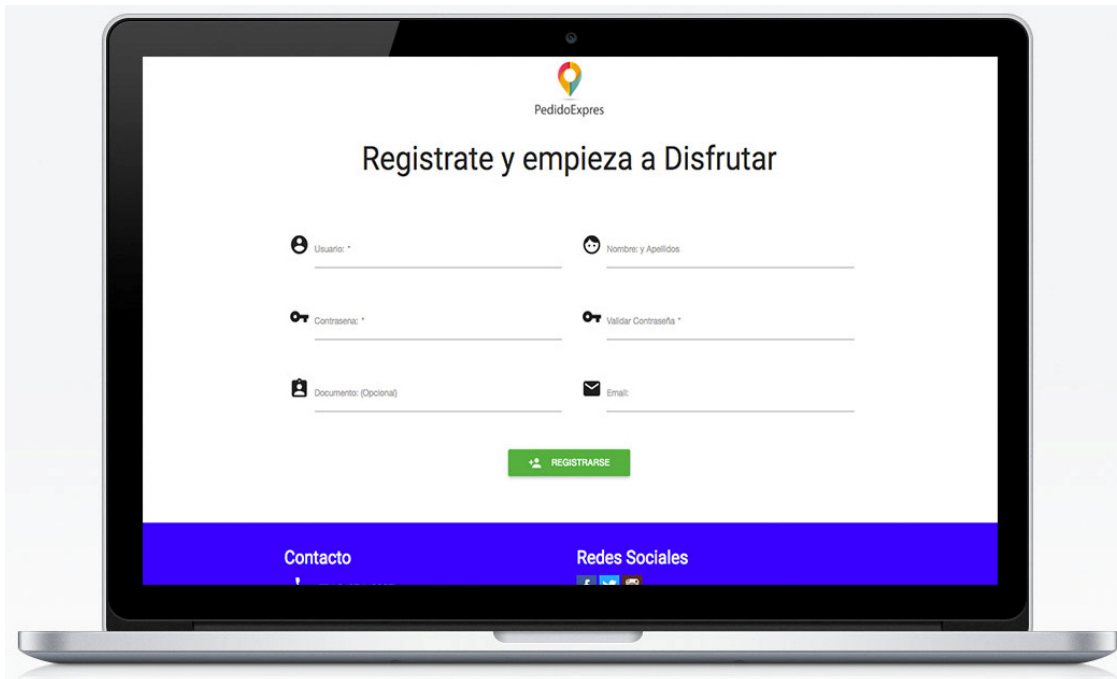 PedidoExpres
Registrate y empieza a Disfrutar
Usuario: *
Nombre: y Apellidos
Contrasena: *
Validar Contraseña *
Documento: (Opcional)
Email:
REGISTRARSE
Contacto
Redes Sociales